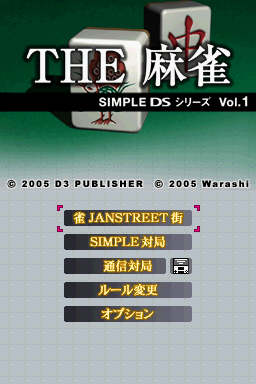 THE 麻雀
SIMPLE DS シリーズ Vol.1
© 2005 D3 PUBLISHER © 2005 Warashi
雀 JANSTREET 街
SIMPLE 対局
通信対局
ルール変更
オプション
中